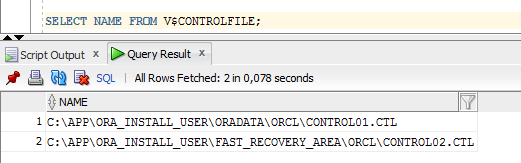 SELECT NAME FROM V$CONTROLFILE;
Script Output x Query Result x
SQL | All Rows Fetched: 2 in 0,078 seconds
NAME
1 C:\APP\ORA_INSTALL_USER\ORADATA\ORCL\CONTROL01.CTL
2 C:\APP\ORA_INSTALL_USER\FAST_RECOVERY_AREA\ORCL\CONTROL02.CTL